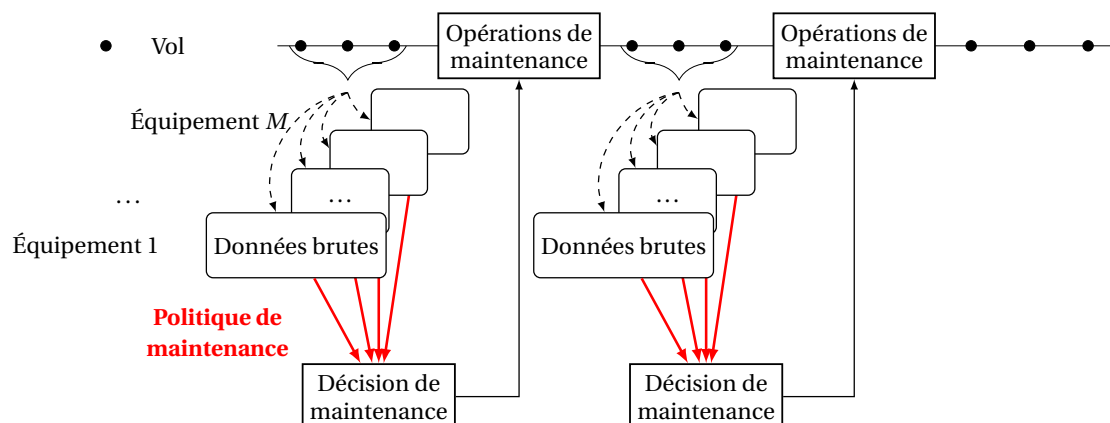 Vol
Opérations de
maintenance
Opérations de
maintenance
Équipement M
...
...
...
Équipement 1
Données brutes
Données brutes
Politique de
maintenance
Décision de
maintenance
Décision de
maintenance